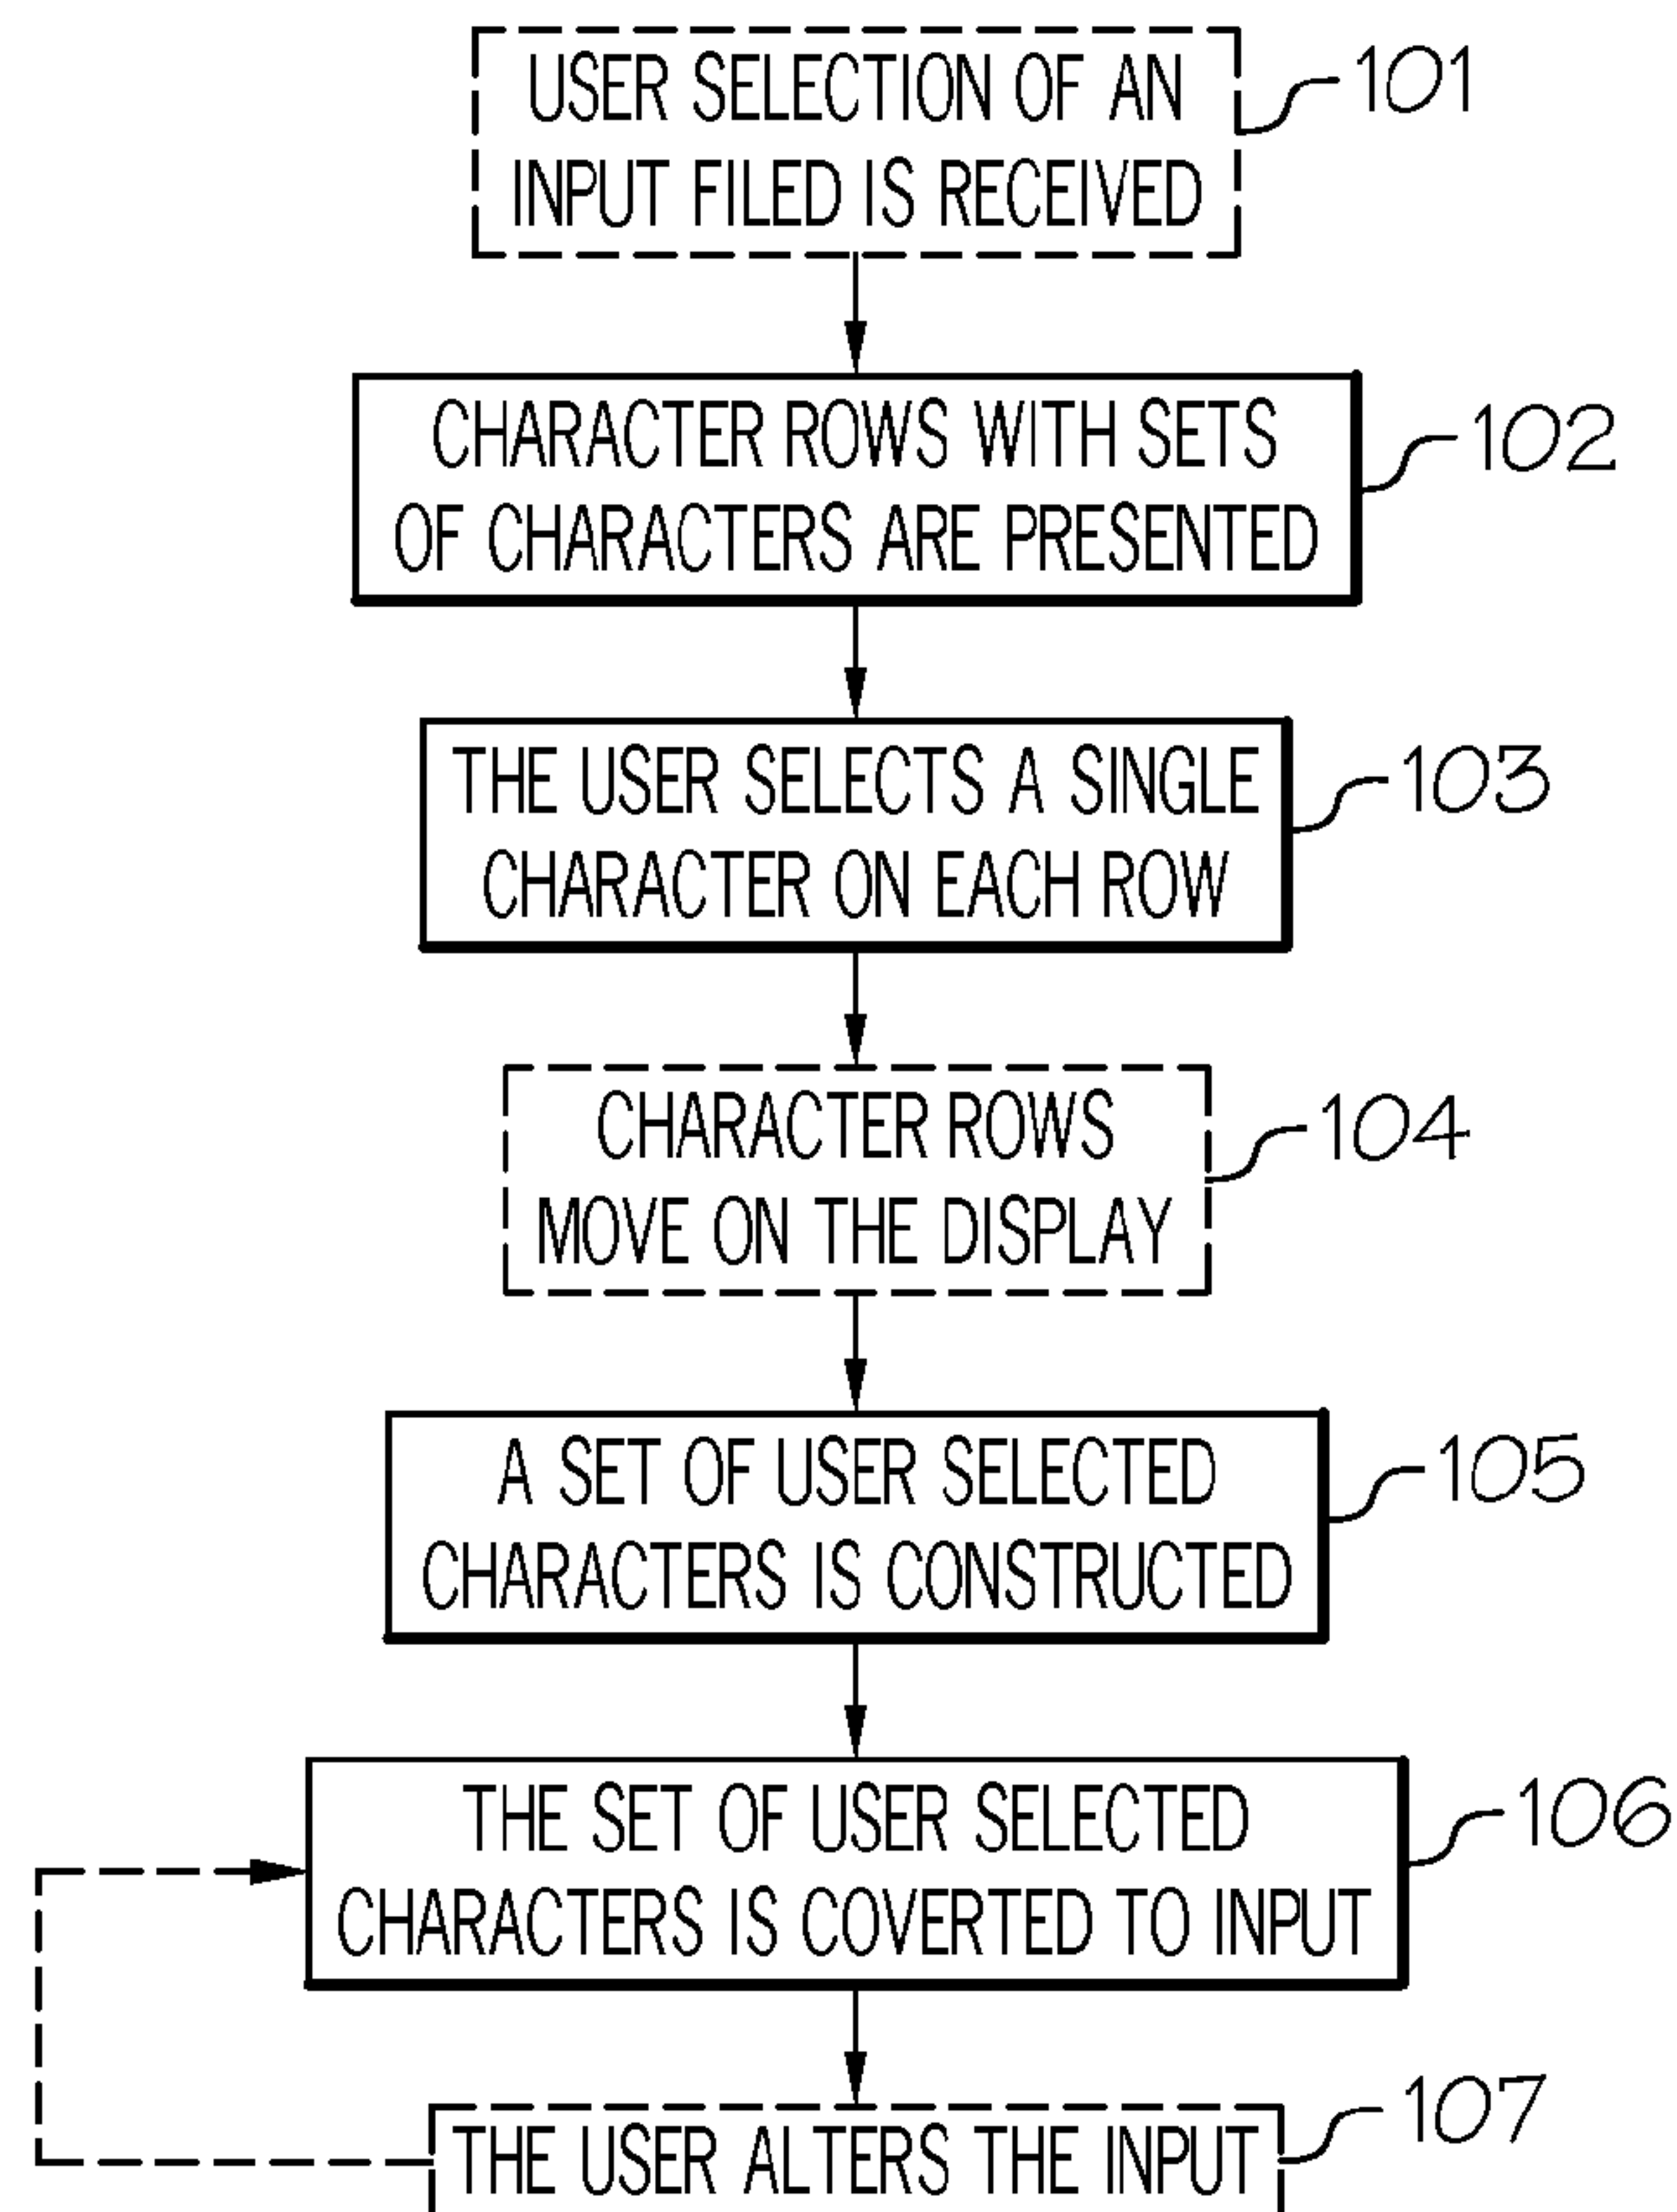 USER SELECTION OF AN
INPUT FILED IS RECEIVED
101
CHARACTER ROWS WITH SETS
OF CHARACTERS ARE PRESENTED
102
THE USER SELECTS A SINGLE
CHARACTER ON EACH ROW
103
CHARACTER ROWS
MOVE ON THE DISPLAY
104
A SET OF USER SELECTED
CHARACTERS IS CONSTRUCTED
105
THE SET OF USER SELECTED
CHARACTERS IS COVERTED TO INPUT
106
THE USER ALTERS THE INPUT
107